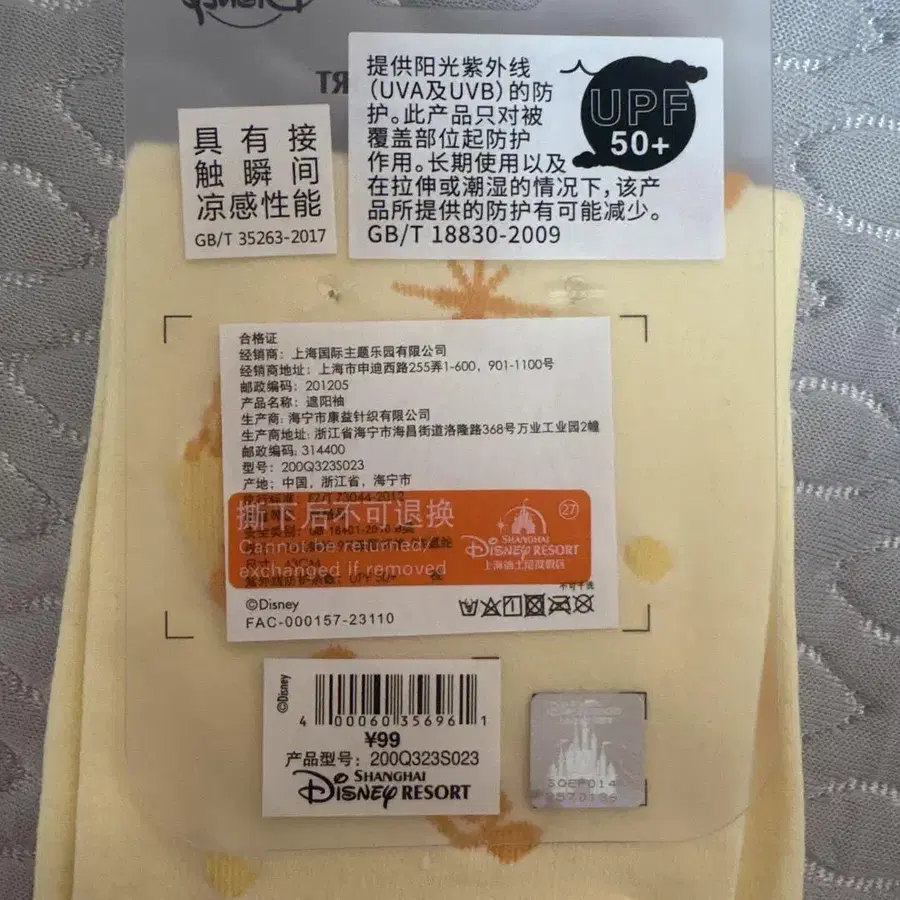 提供阳光紫外线
(UVA及UVB)的防
护。此产品只对被
覆盖部位起防护
作用。长期使用以及
在拉伸或潮湿的情况下,该产
品所提供的防护有可能减少。
GB/T 18830-2009
UPF
50+
具有接
触瞬间
凉感性能
GB/T 35263-2017
合格证
经销商: 上海国际主题乐园有限公司
经销商地址: 上海市申迪西路255弄1-600, 901-1100号
邮政编码: 201205
产品名称: 遮阳袖
生产商: 海宁市康益针织有限公司
生产商地址: 浙江省海宁市海昌街道洛隆路368号万业工业园2幢
邮政编码: 314400
型号: 200Q323S023
产地: 中国, 浙江省, 海宁市
撕下后不可退换
Cannot be returned/
exchanged if removed
27
SHANGHAI
DISNEY RESORT
上海迪士尼度假区
不可干洗
©Disney
FAC-000157-23110
©Disney
4 00060 35696 1
¥99
产品型号: 200Q323S023
SHANGHAI
DISNEY RESORT